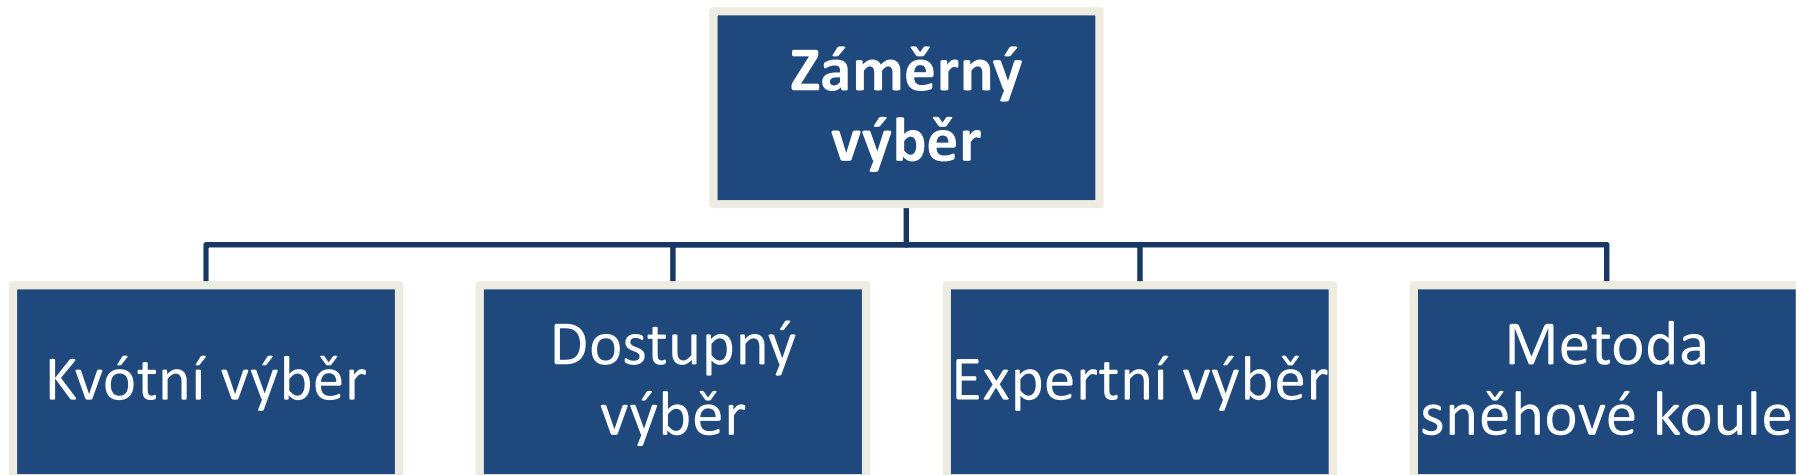 Záměrný
výběr
Kvótní výběr
Dostupný
výběr
Expertní výběr
Metoda
sněhové koule